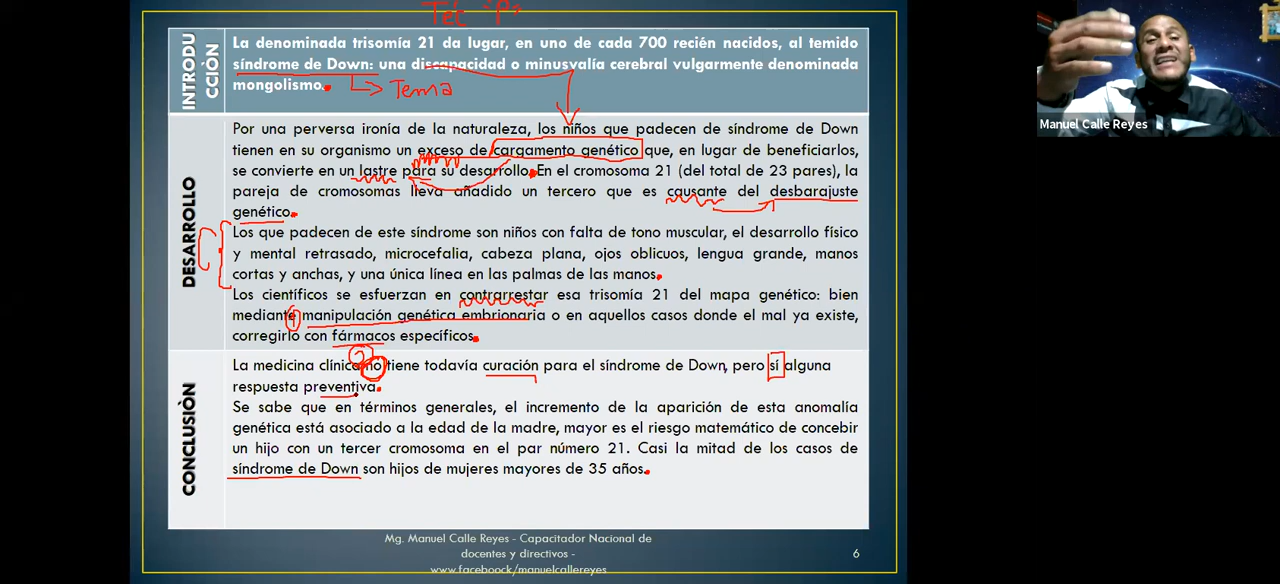 Téc "P"
INTRODU
CCIÓN
La denominada trisomía 21 da lugar, en uno de cada 700 recién nacidos, al temido
síndrome de Down: una discapacidad o minusvalía cerebral vulgarmente denominada
mongolismo.
Tema
DESARROLLO
Por una perversa ironía de la naturaleza, los niños que padecen de síndrome de Down
tienen en su organismo un exceso de cargamento genético que, en lugar de beneficiarlos,
se convierte en un lastre para su desarrollo. En el cromosoma 21 (del total de 23 pares), la
pareja de cromosomas lleva añadido un tercero que es causante del desbarajuste
genético.
Los que padecen de este síndrome son niños con falta de tono muscular, el desarrollo físico
y mental retrasado, microcefalia, cabeza plana, ojos oblicuos, lengua grande, manos
cortas y anchas, y una única línea en las palmas de las manos.
Los científicos se esfuerzan en contrarrestar esa trisomía 21 del mapa genético: bien
mediante manipulación genética embrionaria o en aquellos casos donde el mal ya existe,
1
corregirlo con fármacos específicos.
2
CONCLUSIÒN
La medicina clínica no tiene todavía curación para el síndrome de Down, pero sí alguna
respuesta preventiva.
Se sabe que en términos generales, el incremento de la aparición de esta anomalía
genética está asociado a la edad de la madre, mayor es el riesgo matemático de concebir
un hijo con un tercer cromosoma en el par número 21. Casi la mitad de los casos de
síndrome de Down son hijos de mujeres mayores de 35 años.
Mg. Manuel Calle Reyes - Capacitador Nacional de
docentes y directivos -
www.faceboock/manuelcallereyes
6
Manuel Calle Reyes